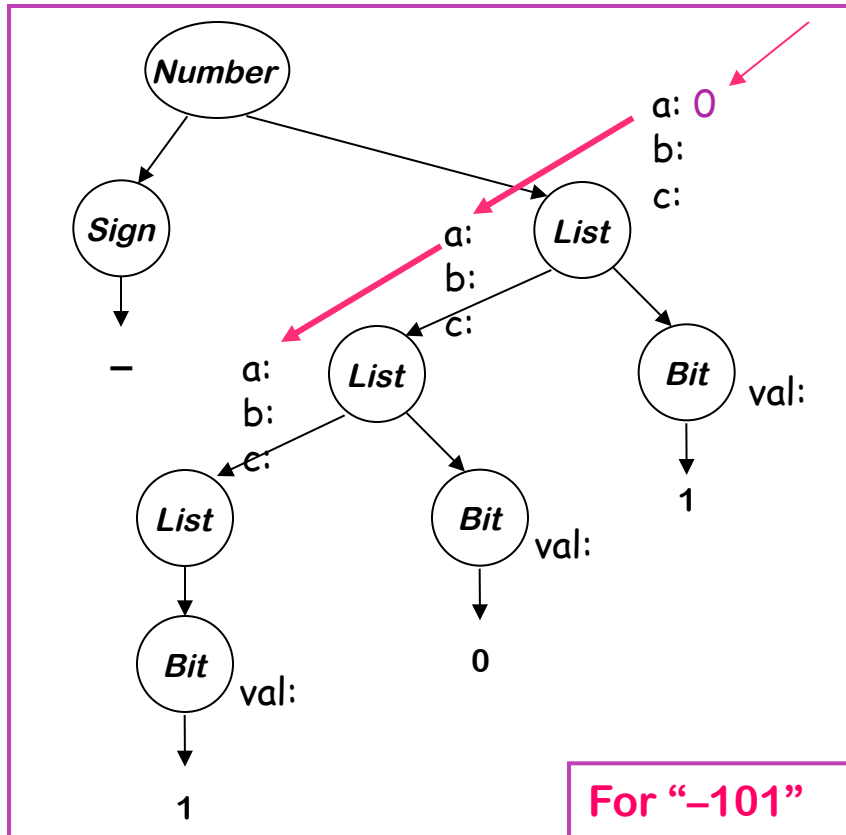 Number
a: 0
b:
c:
Sign
List
a:
b:
c:
–
List
Bit
val:
a:
b:
c:
1
List
Bit
val:
0
Bit
val:
1
For “–101”